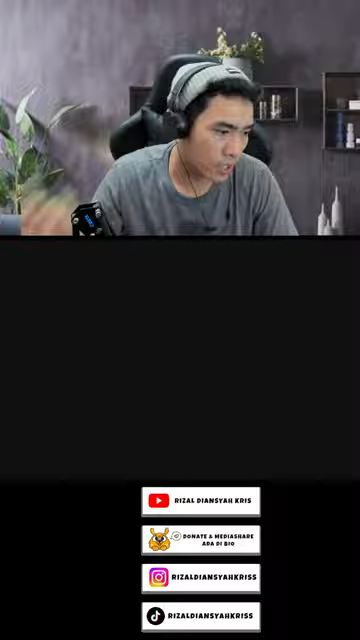 RIZAL DIANSYAH KRIS
DONATE & MEDIASHARE
ADA DI BIO
RIZALDIANSYAHKRISS
RIZALDIANSYAHKRISS